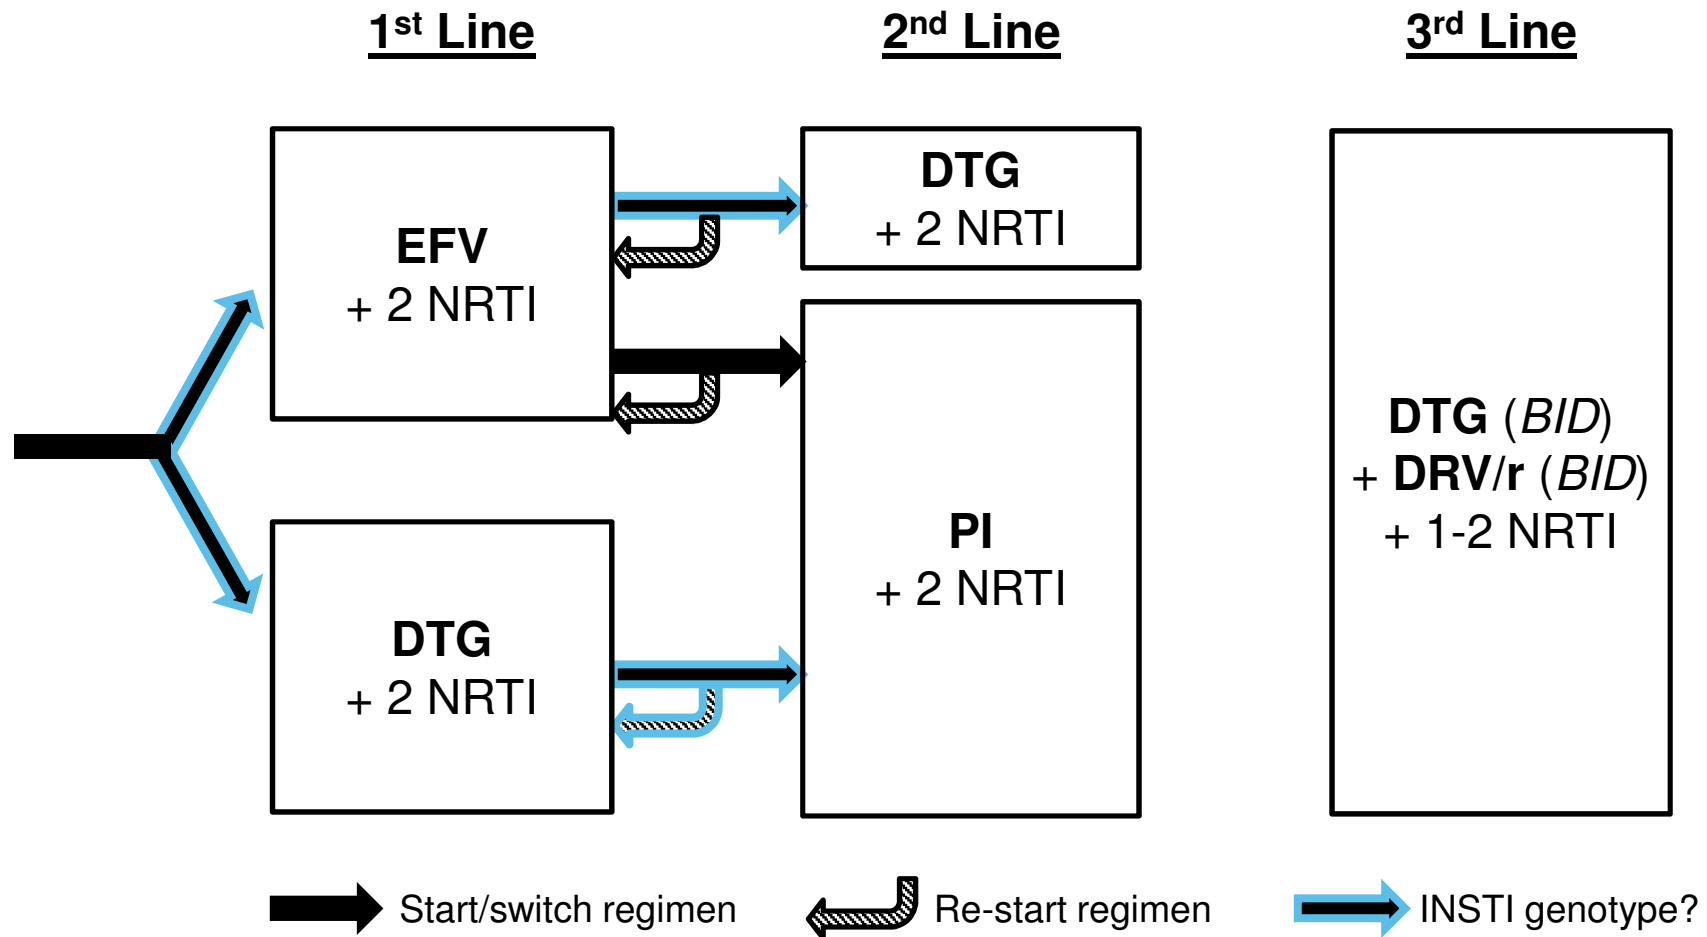 1st Line
2nd Line
3rd Line
EFV
+ 2 NRTI
DTG
+ 2 NRTI
DTG
+ 2 NRTI
PI
+ 2 NRTI
DTG (BID)
+ DRV/r (BID)
+ 1-2 NRTI
Start/switch regimen
Re-start regimen
INSTI genotype?